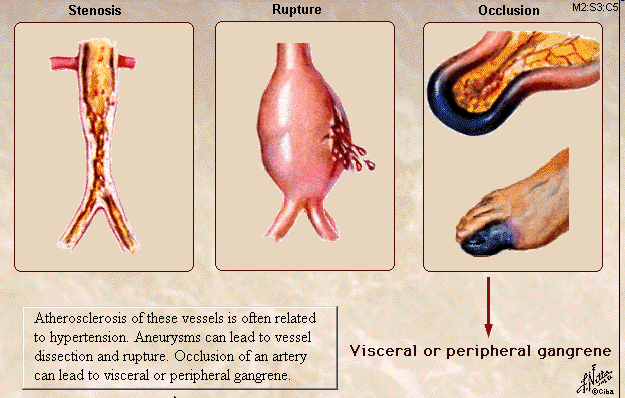 Stenosis
Rupture
Occlusion
M2:S3:C5
Atherosclerosis of these vessels is often related
to hypertension. Aneurysms can lead to vessel
dissection and rupture. Occlusion of an artery
can lead to visceral or peripheral gangrene.
Visceral or peripheral gangrene
©Ciba